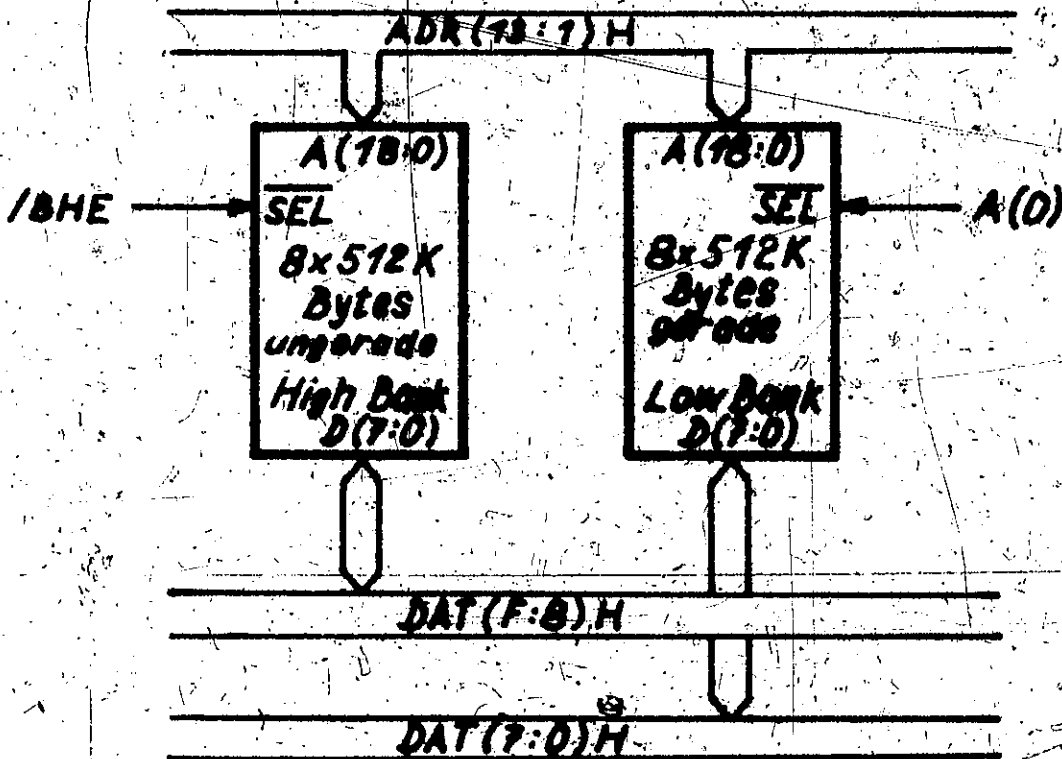 ADR(19:1).H
A(18:0)
A(18:0)
/BHE
SEL
SEL
A(0)
8x512K
Bytes
ungerade
8x512K
Bytes
gerade
High Bank
D(7:0)
Low Bank
D(7:0)
DAT(F:8).H
DAT(7:0)H